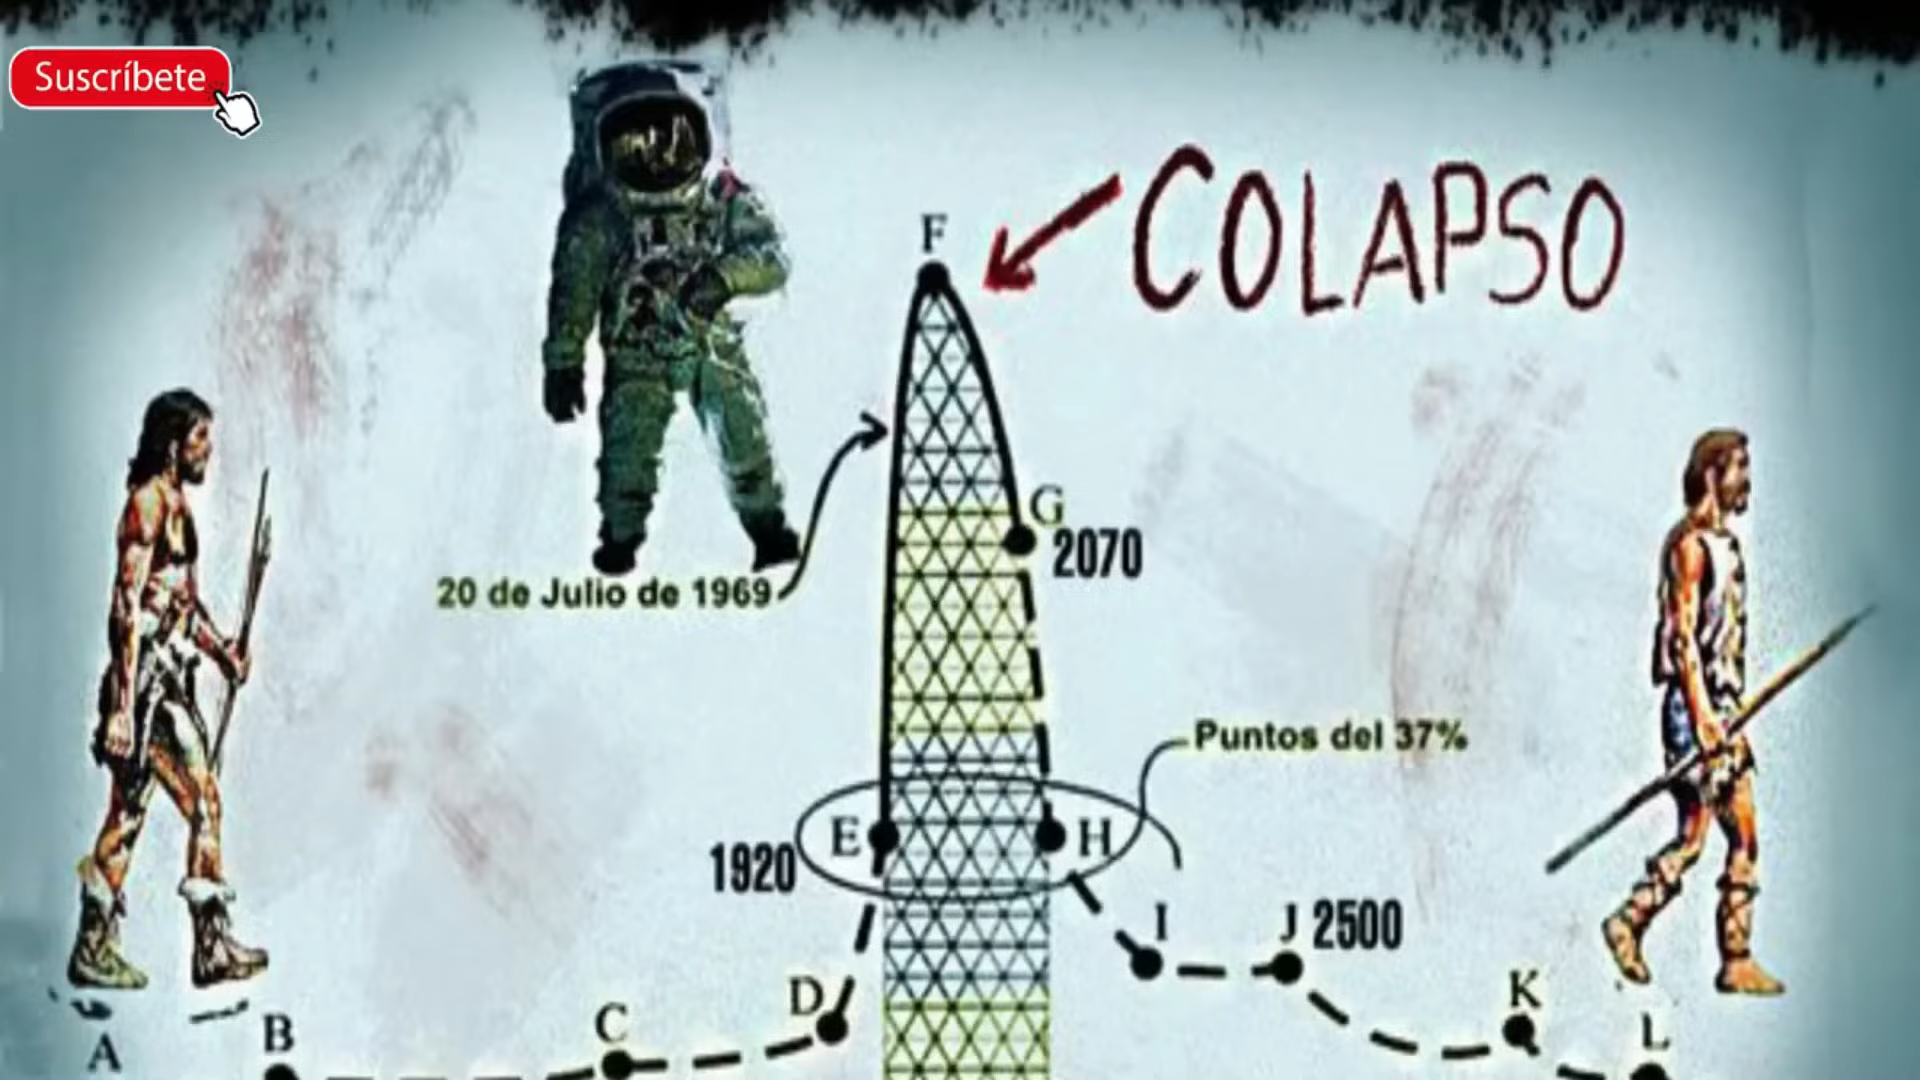 Suscríbete
COLAPSO
F
G
2070
20 de Julio de 1969
Puntos del 37%
E
H
1920
I
J 2500
D
K
C
B
L
A